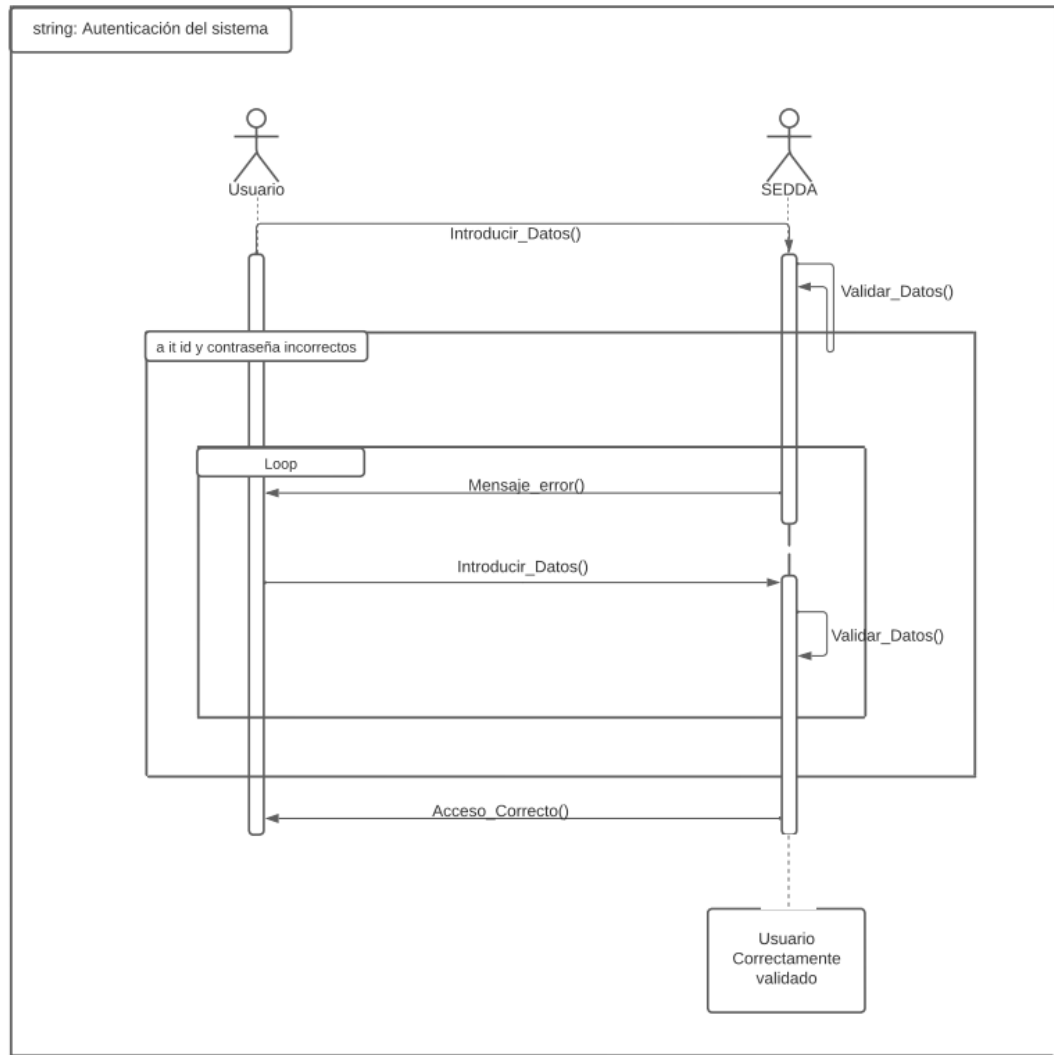 string: Autenticación del sistema
Usuario
SEDDA
Introducir_Datos()
Validar_Datos()
a it id y contraseña incorrectos
Loop
Mensaje_error()
Introducir_Datos()
Validar_Datos()
Acceso_Correcto()
Usuario
Correctamente
validado